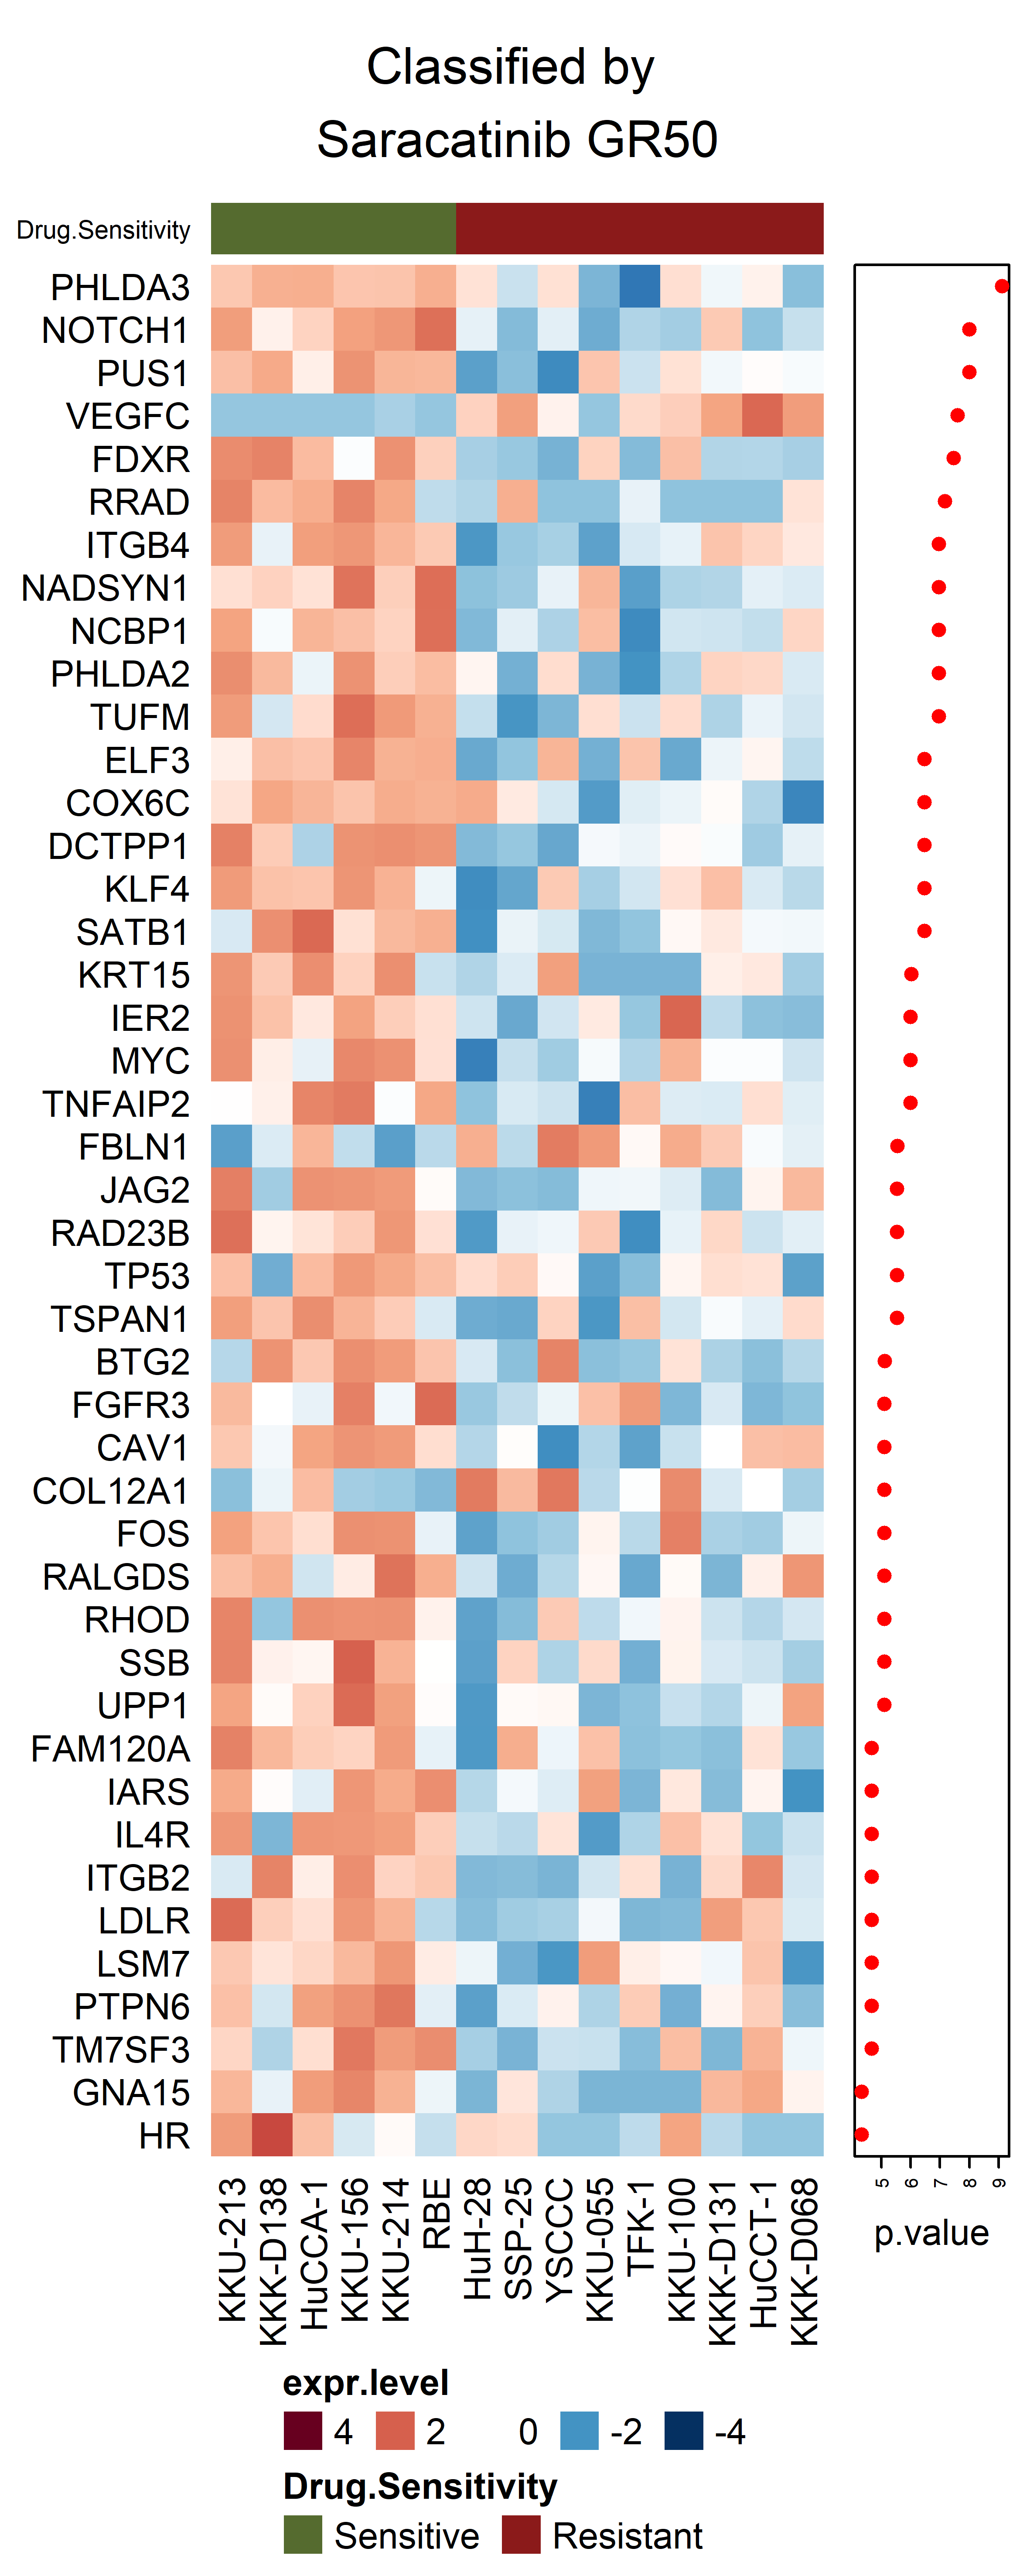 Classified by
Saracatinib GR50
Drug.Sensitivity
PHLDA3
NOTCH1
PUS1
VEGFC
FDXR
RRAD
ITGB4
NADSYN1
NCBP1
PHLDA2
TUFM
ELF3
COX6C
DCTPP1
KLF4
SATB1
KRT15
IER2
MYC
TNFAIP2
FBLN1
JAG2
RAD23B
TP53
TSPAN1
BTG2
FGFR3
CAV1
COL12A1
FOS
RALGDS
RHOD
SSB
UPP1
FAM120A
IARS
IL4R
ITGB2
LDLR
LSM7
PTPN6
TM7SF3
GNA15
HR
KKU-213
KKK-D138
HuCCA-1
KKU-156
KKU-214
RBE
HuH-28
SSP-25
YSCCC
KKU-055
TFK-1
KKU-100
KKK-D131
HuCCT-1
KKK-D068
5 6 7 8 9
p.value
expr.level
4 2 0 -2 -4
Drug.Sensitivity
Sensitive Resistant